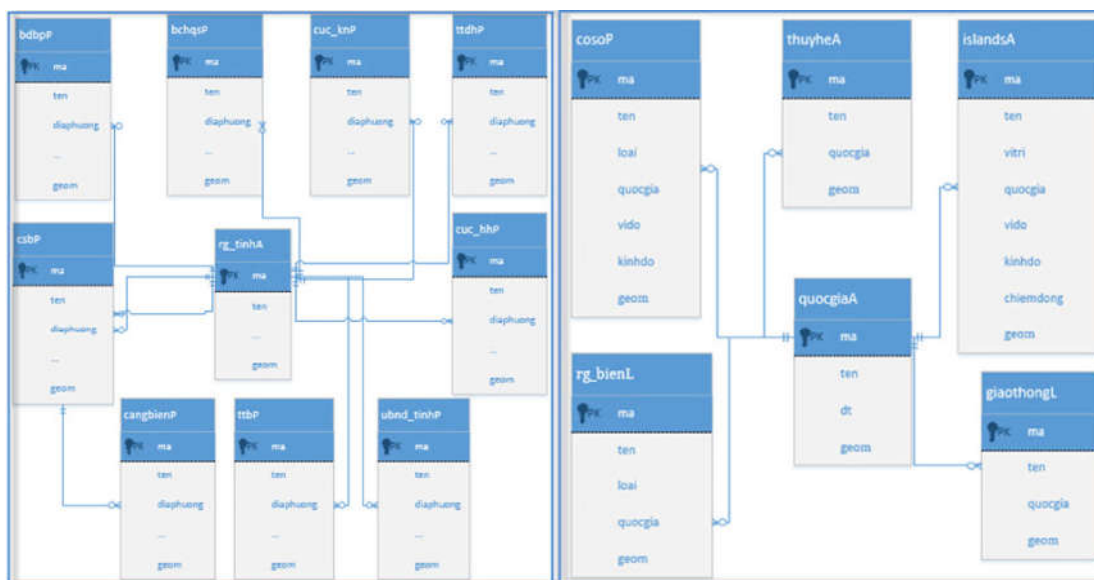 bdbpP
PK ma
ten
diaphuong
...
geom
bchqsP
PK ma
ten
diaphuong
...
geom
cuc_knP
PK ma
ten
diaphuong
...
geom
ttdhP
PK ma
ten
diaphuong
...
geom
csbP
PK ma
ten
diaphuong
...
geom
rg_tinhA
PK ma
ten
...
geom
cuc_hhP
PK ma
ten
diaphuong
...
geom
cangbienP
PK ma
ten
diaphuong
...
geom
ttbP
PK ma
ten
diaphuong
...
geom
ubnd_tinhP
PK ma
ten
diaphuong
...
geom
cosoP
PK ma
ten
loai
quocgia
vido
kinhdo
geom
thuyheA
PK ma
ten
quocgia
geom
islandsA
PK ma
ten
vitri
quocgia
vido
kinhdo
chiemdong
geom
quocgiaA
PK ma
ten
dt
geom
rg_bienL
PK ma
ten
loai
quocgia
geom
giaothongL
PK ma
ten
quocgia
geom